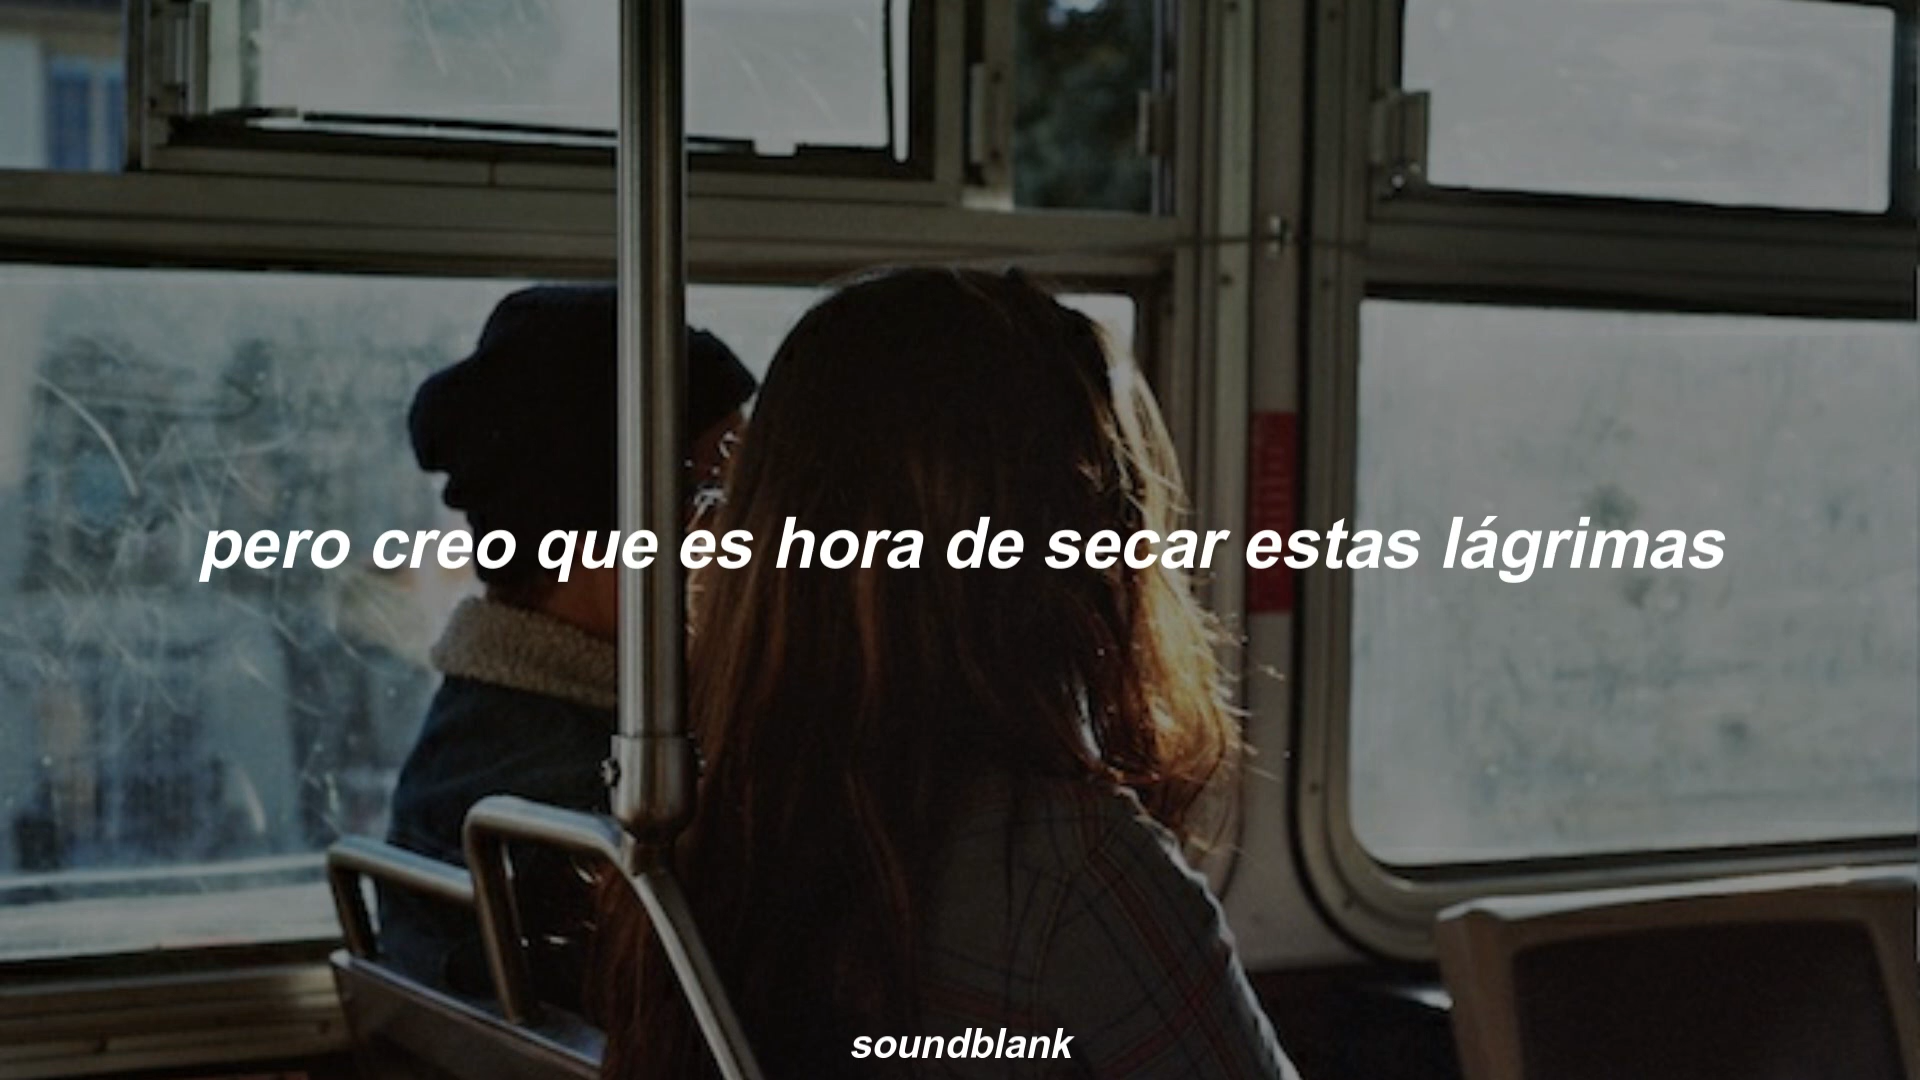 pero creo que es hora de secar estas lágrimas
soundblank